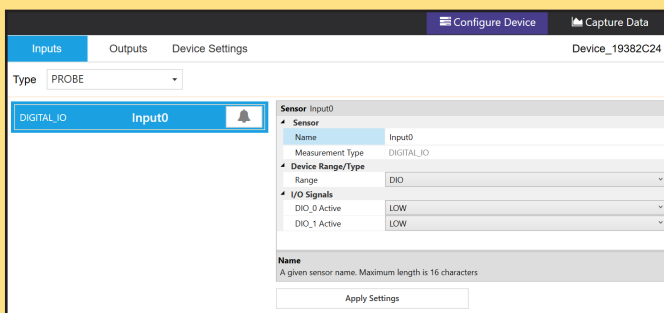 Configure Device Capture Data
Inputs Outputs Device Settings Device_19382C24
Type PROBE
DIGITAL_IO Input0
Sensor Input0
Sensor
Name Input0
Measurement Type DIGITAL_IO
Device Range/Type
Range DIO
I/O Signals
DIO_0 Active LOW
DIO_1 Active LOW
Name
A given sensor name. Maximum length is 16 characters
Apply Settings